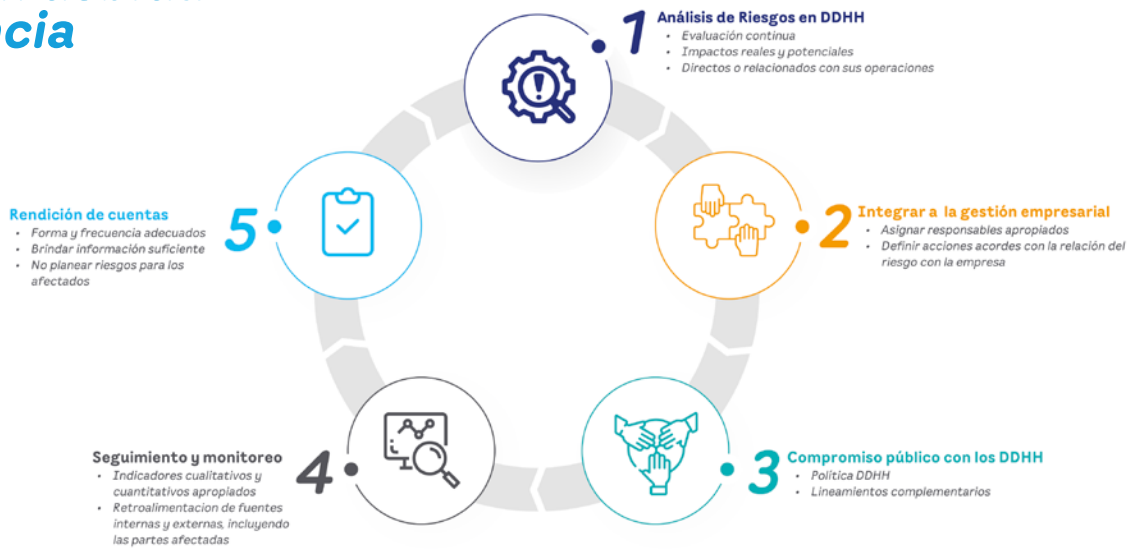 ncia
1
Análisis de Riesgos en DDHH
• Evaluación continua
• Impactos reales y potenciales
• Directos o relacionados con sus operaciones
2
Integrar a la gestión empresarial
• Asignar responsables apropiados
• Definir acciones acordes con la relación del
riesgo con la empresa
3
Compromiso público con los DDHH
• Política DDHH
• Lineamientos complementarios
4
Seguimiento y monitoreo
• Indicadores cualitativos y
cuantitativos apropiados
• Retroalimentacion de fuentes
internas y externas, incluyendo
las partes afectadas
5
Rendición de cuentas
• Forma y frecuencia adecuados
• Brindar información suficiente
• No planear riesgos para los
afectados